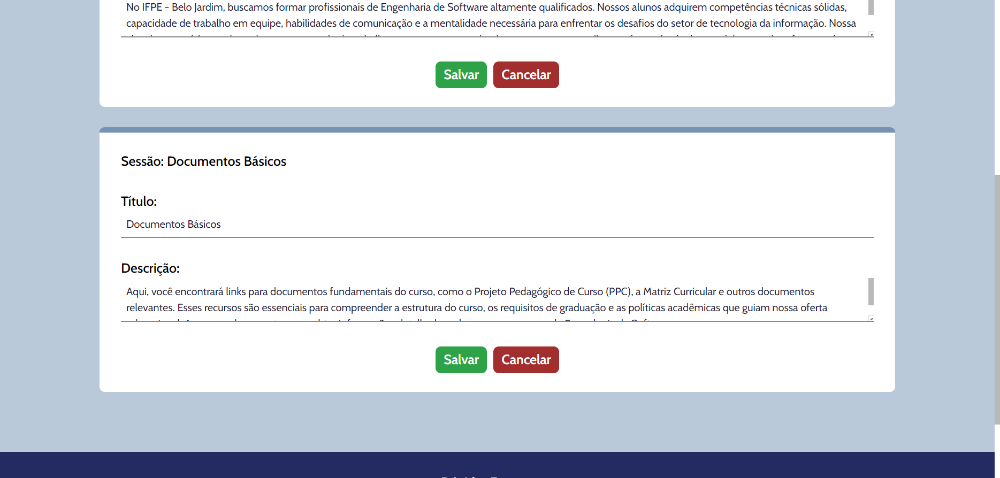 No IFPE - Belo Jardim, buscamos formar profissionais de Engenharia de Software altamente qualificados. Nossos alunos adquirem competências técnicas sólidas,
capacidade de trabalho em equipe, habilidades de comunicação e a mentalidade necessária para enfrentar os desafios do setor de tecnologia da informação. Nossa
Salvar Cancelar
Sessão: Documentos Básicos
Título:
Documentos Básicos
Descrição:
Aqui, você encontrará links para documentos fundamentais do curso, como o Projeto Pedagógico de Curso (PPC), a Matriz Curricular e outros documentos
relevantes. Esses recursos são essenciais para compreender a estrutura do curso, os requisitos de graduação e as políticas acadêmicas que guiam nossa oferta
Salvar Cancelar